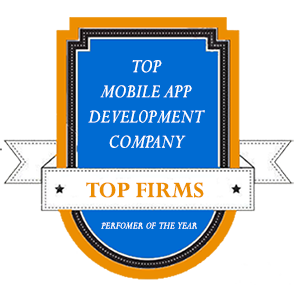 TOP
MOBILE APP
DEVELOPMENT
COMPANY
TOP FIRMS
PERFOMER OF THE YEAR